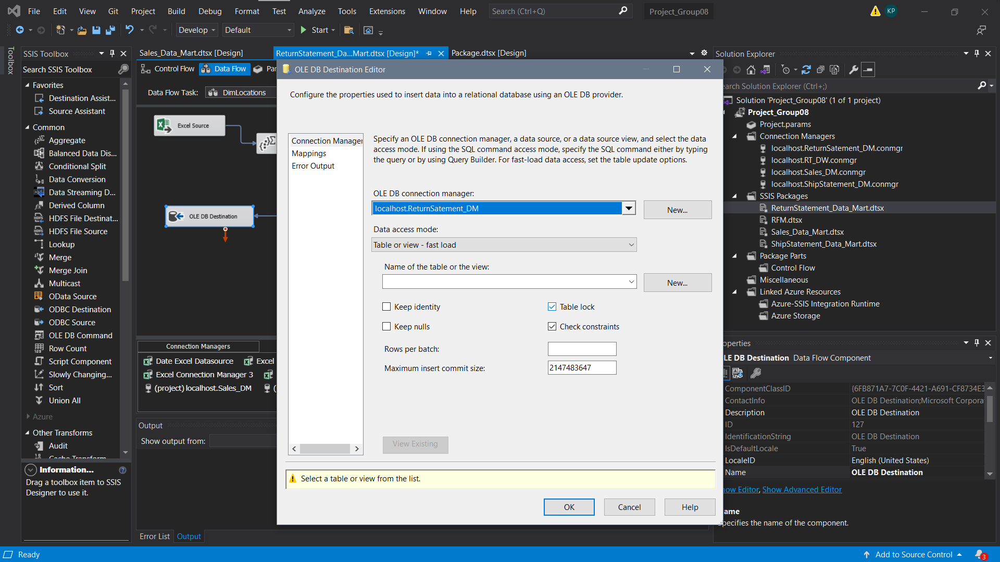 File Edit View Git Project Build Debug Format Test Analyze Tools Extensions Window Help Search (Ctrl+Q) Project_Group08 KP
Develop Default Start
Toolbox
SSIS Toolbox
Search SSIS Toolbox
Favorites
Destination Assist...
Source Assistant
Common
Aggregate
Balanced Data Dis...
Conditional Split
Data Conversion
Data Streaming D...
Derived Column
HDFS File Destinat...
HDFS File Source
Lookup
Merge
Merge Join
Multicast
OData Source
ODBC Destination
ODBC Source
OLE DB Command
Row Count
Script Component
Slowly Changing...
Sort
Union All
Azure
Other Transforms
Audit
Cache Transform
Information...
Drag a toolbox item to SSIS
Designer to use it.
Sales_Data_Mart.dtsx [Design] ReturnStatement_Da...Mart.dtsx [Design]* Package.dtsx [Design]
Control Flow Data Flow Par
Data Flow Task: DimLocations
Excel Source
OLE DB Destination
Connection Managers
Date Excel Datasource Excel
Excel Connection Manager 3
(project) localhost.Sales_DM (
Output
Show output from:
Error List Output
OLE DB Destination Editor
Configure the properties used to insert data into a relational database using an OLE DB provider.
Connection Manager
Mappings
Error Output
Specify an OLE DB connection manager, a data source, or a data source view, and select the data
access mode. If using the SQL command access mode, specify the SQL command either by typing
the query or by using Query Builder. For fast-load data access, set the table update options.
OLE DB connection manager:
localhost.ReturnSatement_DM New...
Data access mode:
Table or view - fast load
Name of the table or the view:
New...
Keep identity Table lock
Keep nulls Check constraints
Rows per batch:
Maximum insert commit size: 2147483647
View Existing
Select a table or view from the list.
OK Cancel Help
Solution Explorer
earch Solution Explorer (Ctrl+;)
Solution 'Project_Group08' (1 of 1 project)
Project_Group08
Project.params
Connection Managers
localhost.ReturnSatement_DM.conmgr
localhost.RT_DW.conmgr
localhost.Sales_DM.conmgr
localhost.ShipStatement_DM.conmgr
SSIS Packages
ReturnStatement_Data_Mart.dtsx
RFM.dtsx
Sales_Data_Mart.dtsx
ShipStatement_Data_Mart.dtsx
Package Parts
Control Flow
Miscellaneous
Linked Azure Resources
Azure-SSIS Integration Runtime
Azure Storage
operties
LE DB Destination Data Flow Component
ComponentClassID {6FB871A7-7C0F-4421-A691-CF8734E3
ContactInfo OLE DB Destination;Microsoft Corpora
Description OLE DB Destination
ID 127
IdentificationString OLE DB Destination
IsDefaultLocale True
LocaleID English (United States)
Name OLE DB Destination
how Editor, Show Advanced Editor
ame
pecifies the name of the component.
Ready Add to Source Control 3